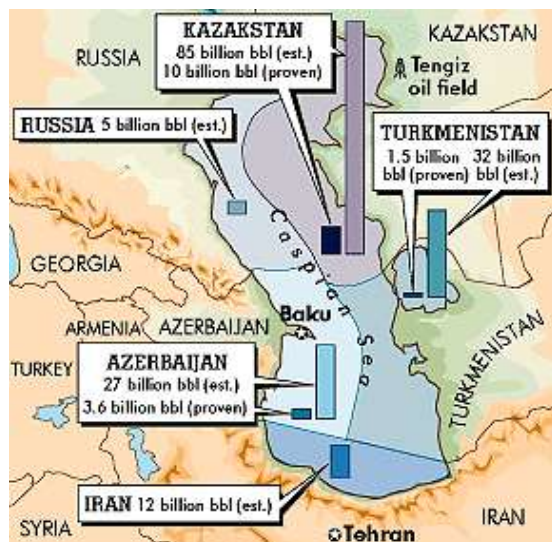 KAZAKSTAN
85 billion bbl (est.)
10 billion bbl (proven)
RUSSIA
KAZAKSTAN
Tengiz
oil field
RUSSIA 5 billion bbl (est.)
TURKMENISTAN
1.5 billion 32 billion
bbl (proven) bbl (est.)
Caspian Sea
GEORGIA
Baku
ARMENIA AZERBAIJAN
TURKMENISTAN
TURKEY
AZERBAIJAN
27 billion bbl (est.)
3.6 billion bbl (proven)
IRAN 12 billion bbl (est.)
IRAN
SYRIA
Tehran